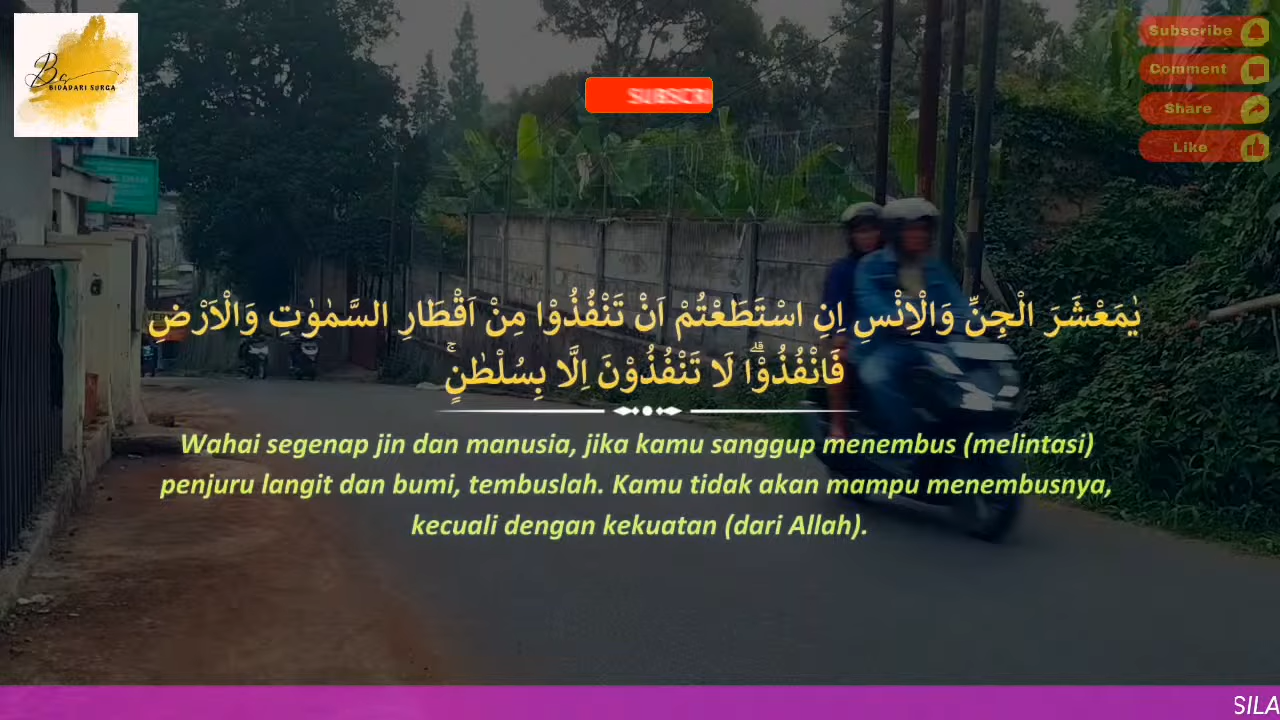 Bs
BIDADARI SURGA
Subscribe
Comment
Share
Like
SUBSCR
يٰمَعْشَرَ الْجِنِّ وَالْاِنْسِ اِنِ اسْتَطَعْتُمْ اَنْ تَنْفُذُوْا مِنْ اَقْطَارِ السَّمٰوٰتِ وَالْاَرْضِ
فَانْفُذُوْاۗ لَا تَنْفُذُوْنَ اِلَّا بِسُلْطٰنٍۚ
Wahai segenap jin dan manusia, jika kamu sanggup menembus (melintasi)
penjuru langit dan bumi, tembuslah. Kamu tidak akan mampu menembusnya,
kecuali dengan kekuatan (dari Allah).
SILA